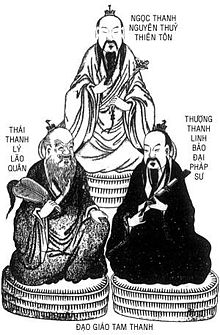 NGỌC THANH
NGUYÊN THUỶ
THIÊN TÔN
THÁI
THANH
LÝ
LÃO
QUÂN
THƯỢNG
THANH
LINH
BẢO
ĐẠI
PHÁP
SƯ
ĐẠO GIÁO TAM THANH